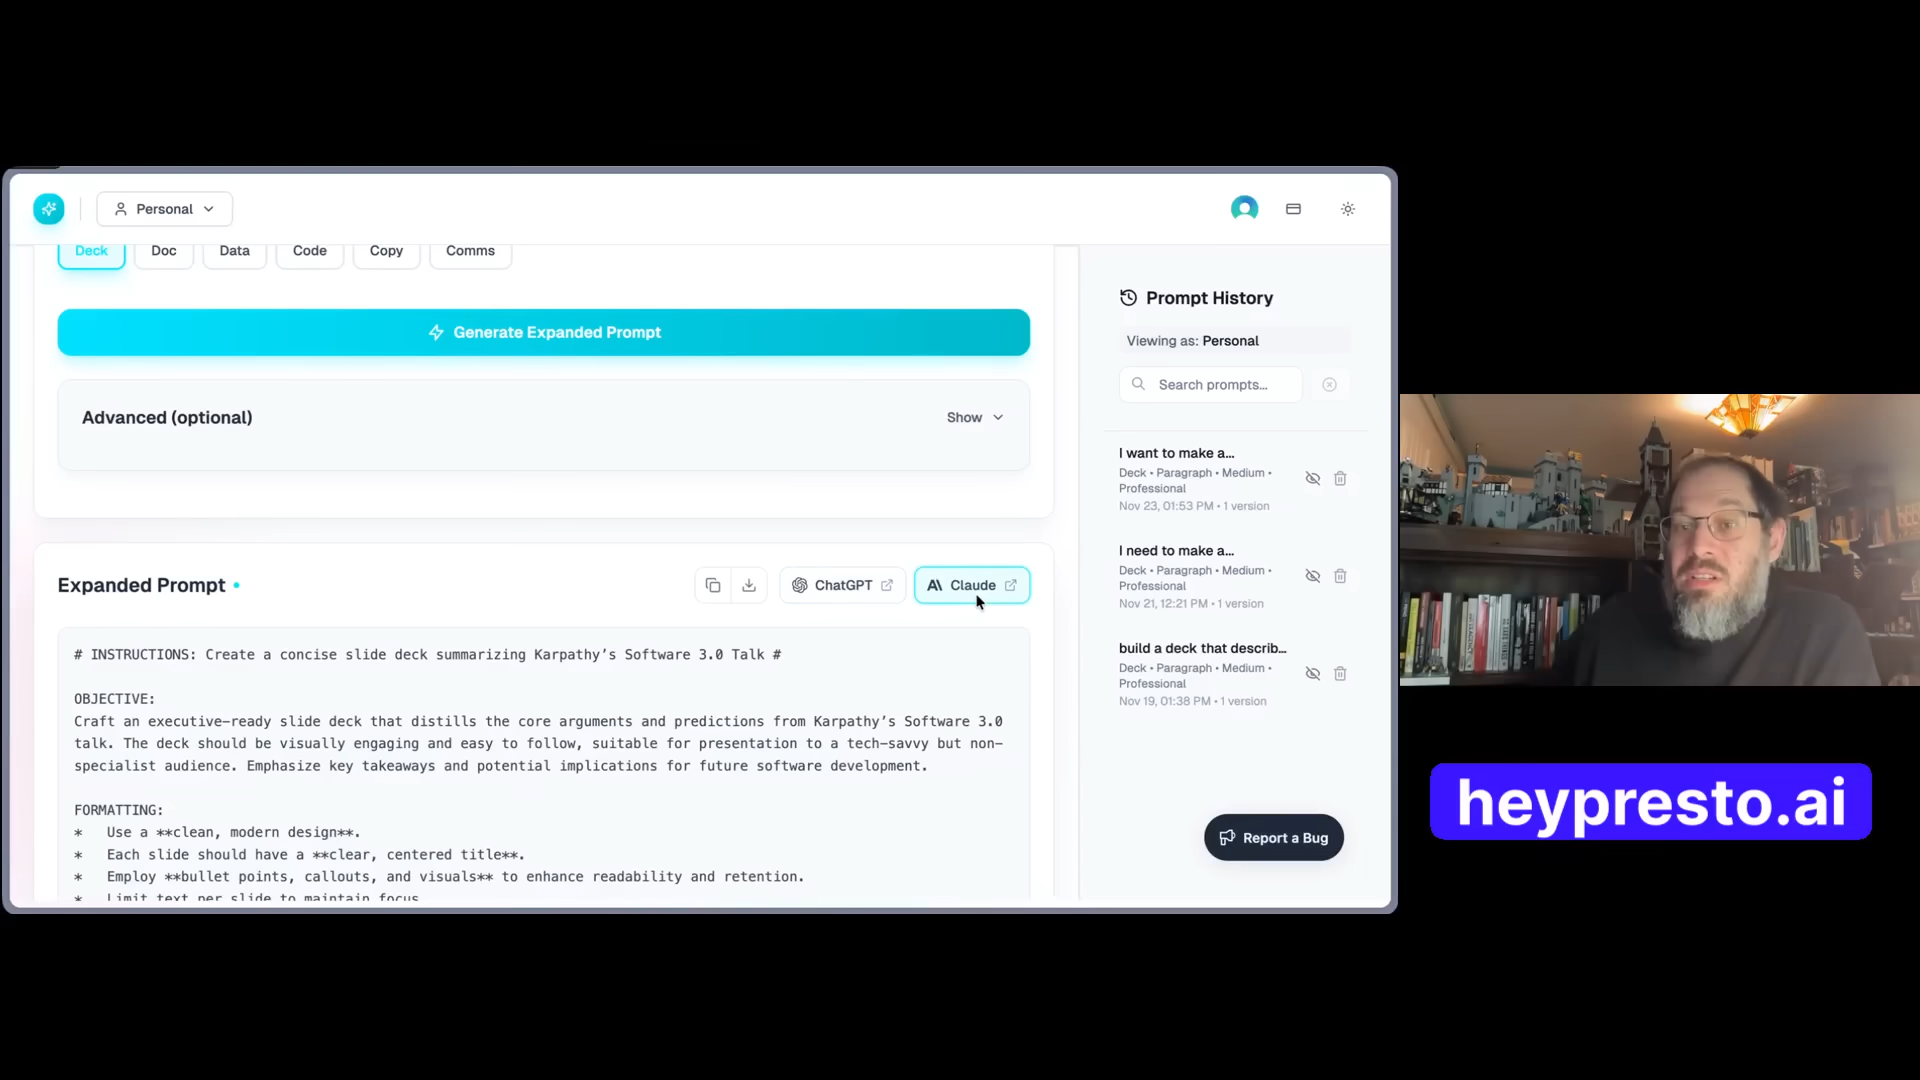 Personal
Deck
Doc
Data
Code
Copy
Comms
Generate Expanded Prompt
Advanced (optional)
Show
Expanded Prompt
ChatGPT
Claude
# INSTRUCTIONS: Create a concise slide deck summarizing Karpathy’s Software 3.0 Talk #
OBJECTIVE:
Craft an executive-ready slide deck that distills the core arguments and predictions from Karpathy’s Software 3.0
talk. The deck should be visually engaging and easy to follow, suitable for presentation to a tech-savvy but non-
specialist audience. Emphasize key takeaways and potential implications for future software development.
FORMATTING:
* Use a **clean, modern design**.
* Each slide should have a **clear, centered title**.
* Employ **bullet points, callouts, and visuals** to enhance readability and retention.
* Limit text per slide to maintain focus
Prompt History
Viewing as: Personal
Search prompts...
I want to make a...
Deck • Paragraph • Medium •
Professional
Nov 23, 01:53 PM • 1 version
I need to make a...
Deck • Paragraph • Medium •
Professional
Nov 21, 12:21 PM • 1 version
build a deck that describ...
Deck • Paragraph • Medium •
Professional
Nov 19, 01:38 PM • 1 version
Report a Bug
heypresto.ai